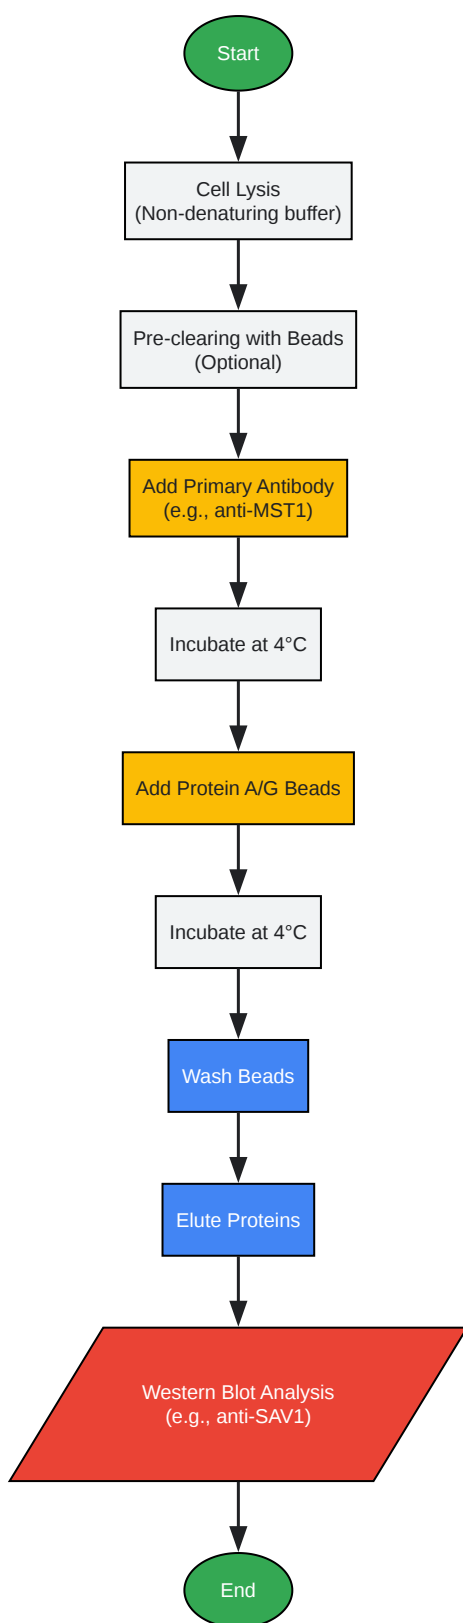 Start
Cell Lysis
(Non-denaturing buffer)
Pre-clearing with Beads
(Optional)
Add Primary Antibody
(e.g., anti-MST1)
Incubate at 4°C
Add Protein A/G Beads
Incubate at 4°C
Wash Beads
Elute Proteins
Western Blot Analysis
(e.g., anti-SAV1)
End